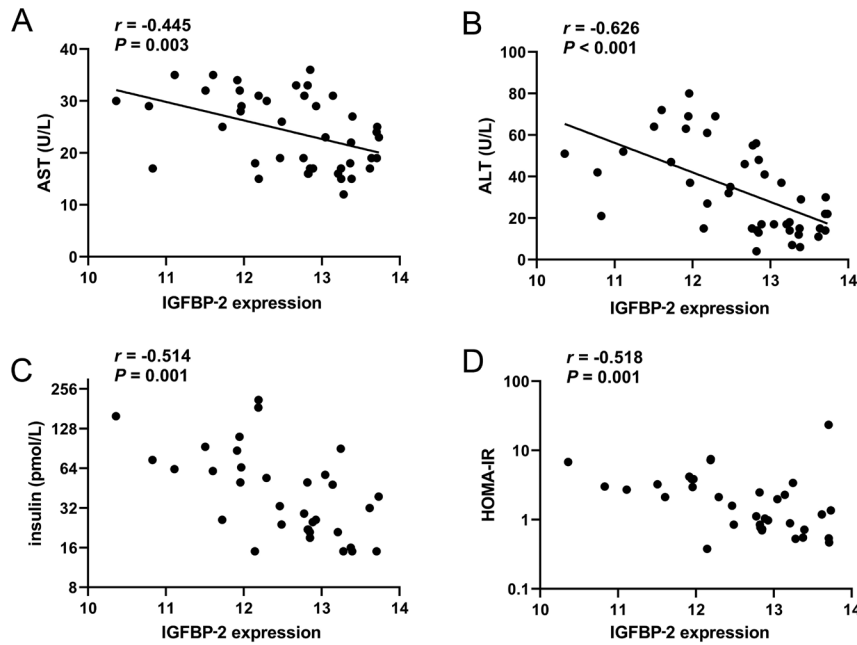 A
r = -0.445
P = 0.003
40
30
20
10
0
AST (U/L)
10 11 12 13 14
IGFBP-2 expression
B
r = -0.626
P < 0.001
100
80
60
40
20
0
ALT (U/L)
10 11 12 13 14
IGFBP-2 expression
C
r = -0.514
P = 0.001
256
128
64
32
16
8
insulin (pmol/L)
10 11 12 13 14
IGFBP-2 expression
D
r = -0.518
P = 0.001
100
10
1
0.1
HOMA-IR
10 11 12 13 14
IGFBP-2 expression